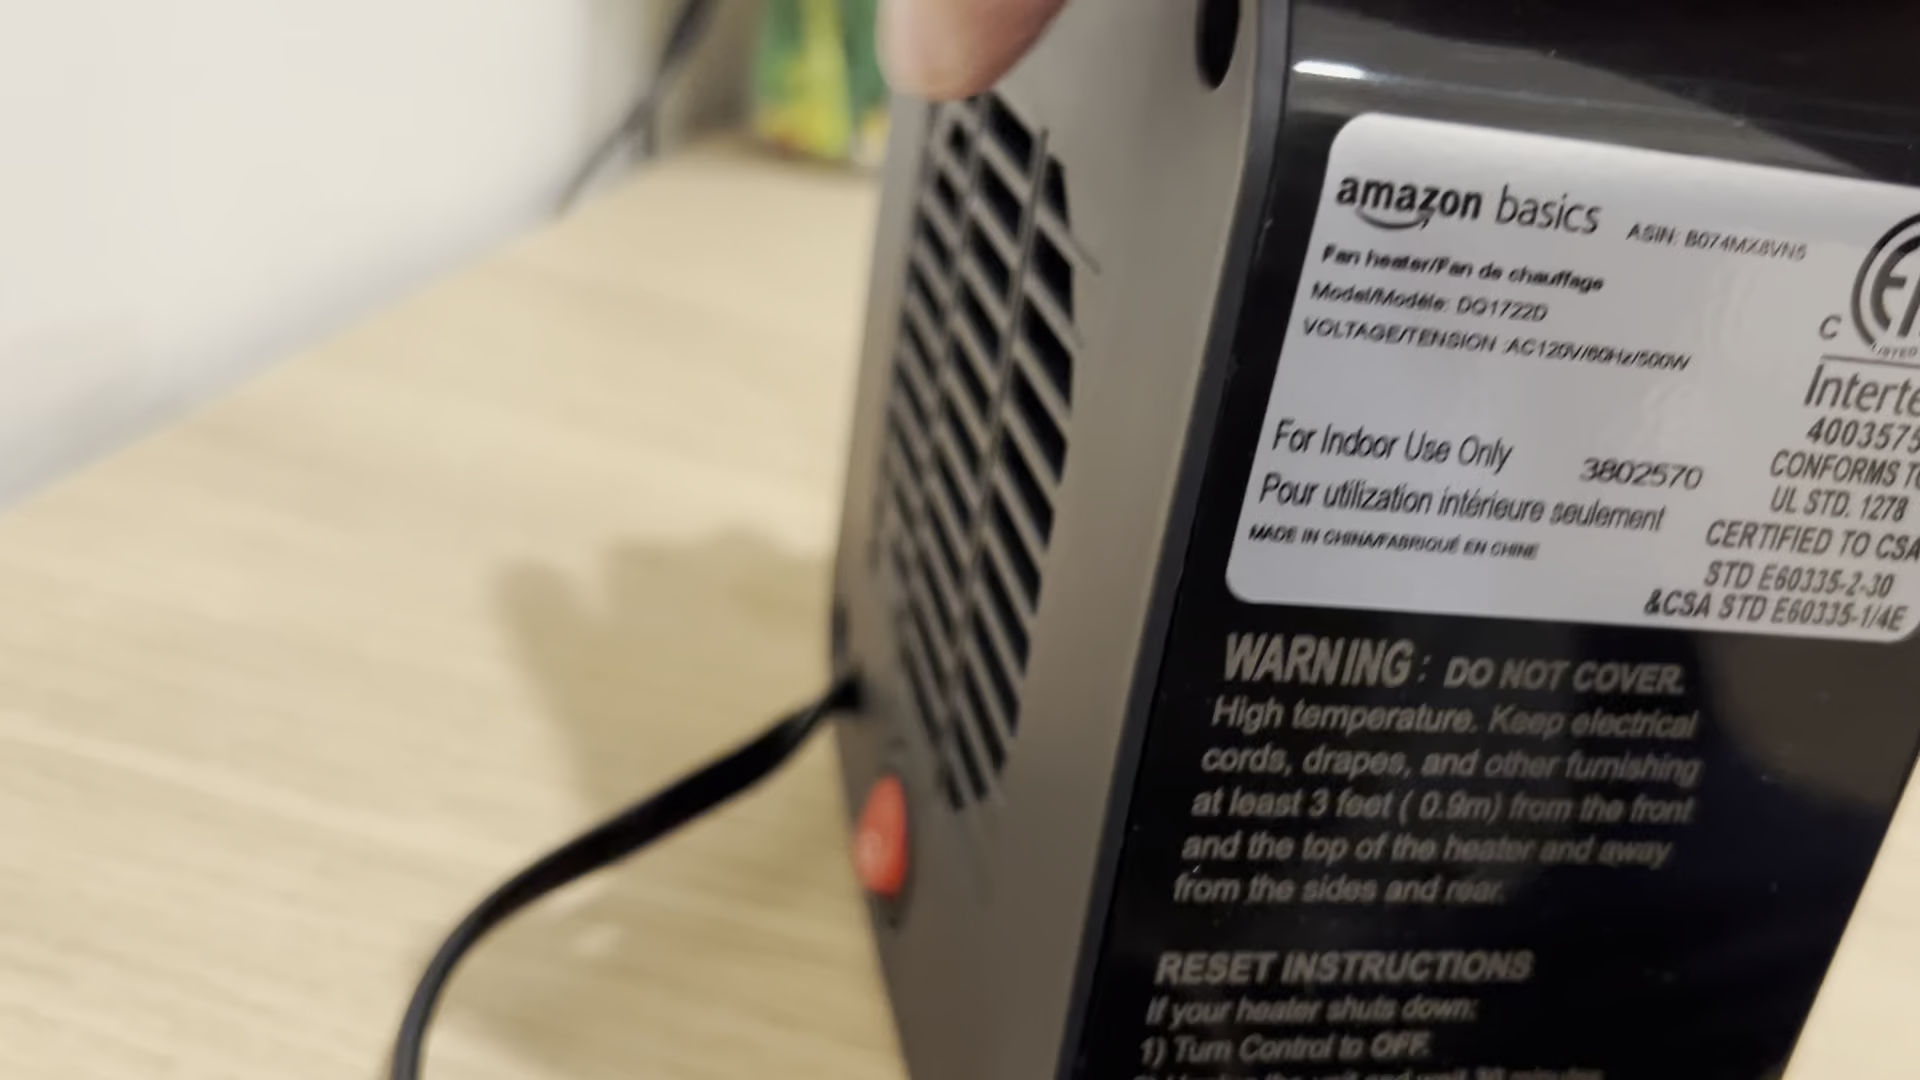 amazon basics ASIN: B074MX8VN5
Fan heater/Fan de chauffage
Model/Modèle: DQ1722D
VOLTAGE/TENSION :AC120V/60Hz/500W
C
LISTED
For Indoor Use Only
3802570
Pour utilization intérieure seulement
MADE IN CHINA/FABRIQUÉ EN CHINE
Interte
4003575
CONFORMS TO
UL STD. 1278
CERTIFIED TO CSA
STD E60335-2-30
&CSA STD E60335-1/4E
WARNING: DO NOT COVER.
High temperature. Keep electrical
cords, drapes, and other furnishing
at least 3 feet ( 0.9m) from the front
and the top of the heater and away
from the sides and rear.
RESET INSTRUCTIONS
If your heater shuts down:
1) Turn Control to OFF.